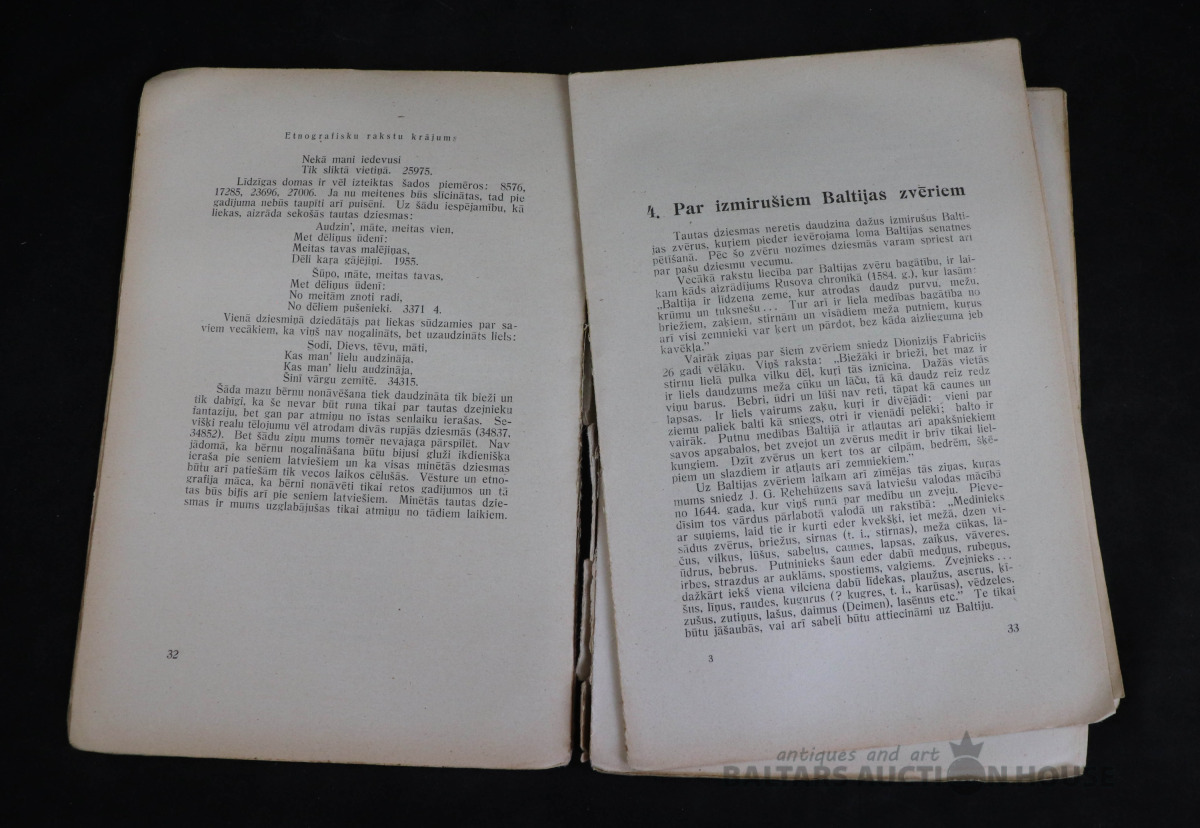 Etnografisku rakstu krājums
Nekā mani iedevusi
Tik sliktā vietiņā. 25975.
Līdzīgas domas ir vēl izteiktas šados piemēros: 8576,
17285, 23696, 27006. Ja nu meitenes būs slīcinātas, tad pie
gadījuma nebūs taupīti arī puisēni. Uz šādu iespējamību, kā
liekas, aizrāda sekošās tautas dziesmas:
Audzin', māte, meitas vien,
Met dēliņus ūdenī:
Meitas tavas malējiņas,
Dēli kaŗa gājējiņi. 1955.
Šūpo, māte, meitas tavas,
Met dēliņus ūdenī:
No meitām znoti radi,
No dēliem pušenieki. 3371 4.
Vienā dziesmiņā dziedātājs pat liekas sūdzamies par sa-
viem vecākiem, ka viņš nav nogalināts, bet uzaudzināts liels:
Sodi, Dievs, tēvu, māti,
Kas man' lielu audzināja,
Kas man' lielu audzināja,
Šinī vārgu zemītē. 34315.
Šāda mazu bērnu nonāvēšana tiek daudzināta tik bieži un
tik dabīgi, ka še nevar būt runa tikai par tautas dzejnieku
fantaziju, bet gan par atmiņu no īstas senlaiku ierašas. Se-
višķi realu tēlojumu vēl atrodam divās rupjās dziesmās (34837,
34852). Bet šādu ziņu mums tomēr nevajaga pārspīlēt. Nav
jādomā, ka bērnu nogalināšana būtu bijusi gluži ikdienišķa
ieraša pie seniem latviešiem un ka visas minētās dziesmas
būtu arī patiešām tik vecos laikos cēlušās. Vēsture un etno-
grafija māca, ka bērni nonāvēti tikai retos gadījumos un tā
tas būs bijis arī pie seniem latviešiem. Minētās tautas dzie-
smas ir mums uzglabājušas tikai atmiņu no tādiem laikiem.
32
4. Par izmirušiem Baltijas zvēriem
Tautas dziesmas neretis daudzina dažus izmirušus Balti-
jas zvērus, kuŗiem pieder ievērojama loma Baltijas senatnes
pētīšanā. Pēc šo zvēru nozīmes dziesmās varam spriest arī
par pašu dziesmu vecumu.
Vecākā rakstu liecība par Baltijas zvēru bagātību, ir lai-
kam kāds aizrādījums Rusova chronikā (1584. g.), kur lasām:
„Baltija ir līdzena zeme, kur atrodas daudz purvu, mežu,
krūmu un tuksnešu... Tur arī ir liela medības bagātība no
briežiem, zaķiem, stirnām un visādiem meža putniem, kuŗus
arī visi zemnieki var ķert un pārdot, bez kāda aizlieguma jeb
kavēkļa."
Vairāk ziņas par šiem zvēriem sniedz Dionizijs Fabricijs
26 gadi vēlāku. Viņš raksta: „Biežāki ir brieži, bet maz ir
stirnu lielā pulka vilku dēļ, kuŗi tās iznīcina. Dažās vietās
ir liels daudzums meža cūku un lāču, tā kā daudz reiz redz
viņu barus. Bebri, ūdri un lūši nav reti, tāpat kā caunes un
lapsas. Ir liels vairums zaķu, kuŗi ir divējādi: vieni par
ziemu paliek balti kā sniegs, otri ir vienādi pelēki; balto ir
vairāk. Putnu medības Baltijā ir atļautas arī apakšniekiem
savos apgabalos, bet zvejot un zvērus medīt ir brīv tikai liel-
kungiem. Dzīt zvērus un ķert tos ar cilpām, bedrēm, šķē-
piem un slazdiem ir atļauts arī zemniekiem."
Uz Baltijas zvēriem laikam arī zīmējas tās ziņas, kuŗas
mums sniedz J. G. Rehehūzens savā latviešu valodas mācībā
no 1644. gada, kur viņš runā par medību un zveju. Pieve-
dīsim tos vārdus pārlabotā valodā un rakstībā: „Medinieks
ar suņiems, laid tie ir kurti eder kvekšķi, iet mežā, dzen vi-
sādus zvērus, briežus, sirnas (t. i., stirnas), meža cūkas, lā-
čus, vilkus, lūšus, sabeļus, caunes, lapsas, zaiķus, vāveres,
ūdrus, bebrus. Putninieks šaun eder dabū medņus, rubeņus,
irbes, strazdus ar auklāms, spostiems, valgiems. Zvejnieks...
dažkārt iekš viena vilciena dabū līdekas, plaužus, aserus, ķi-
šus, līņus, raudes, kugurus (? kugres, t. i., karūsas), vēdzeles,
zušus, zutiņus, lašus, daimus (Deimen), lasēnus etc." Te tikai
būtu jāšaubās, vai arī sabeļi būtu attiecināmi uz Baltiju.
3
33
antiques and art
BALTARS AUCTION HOUSE